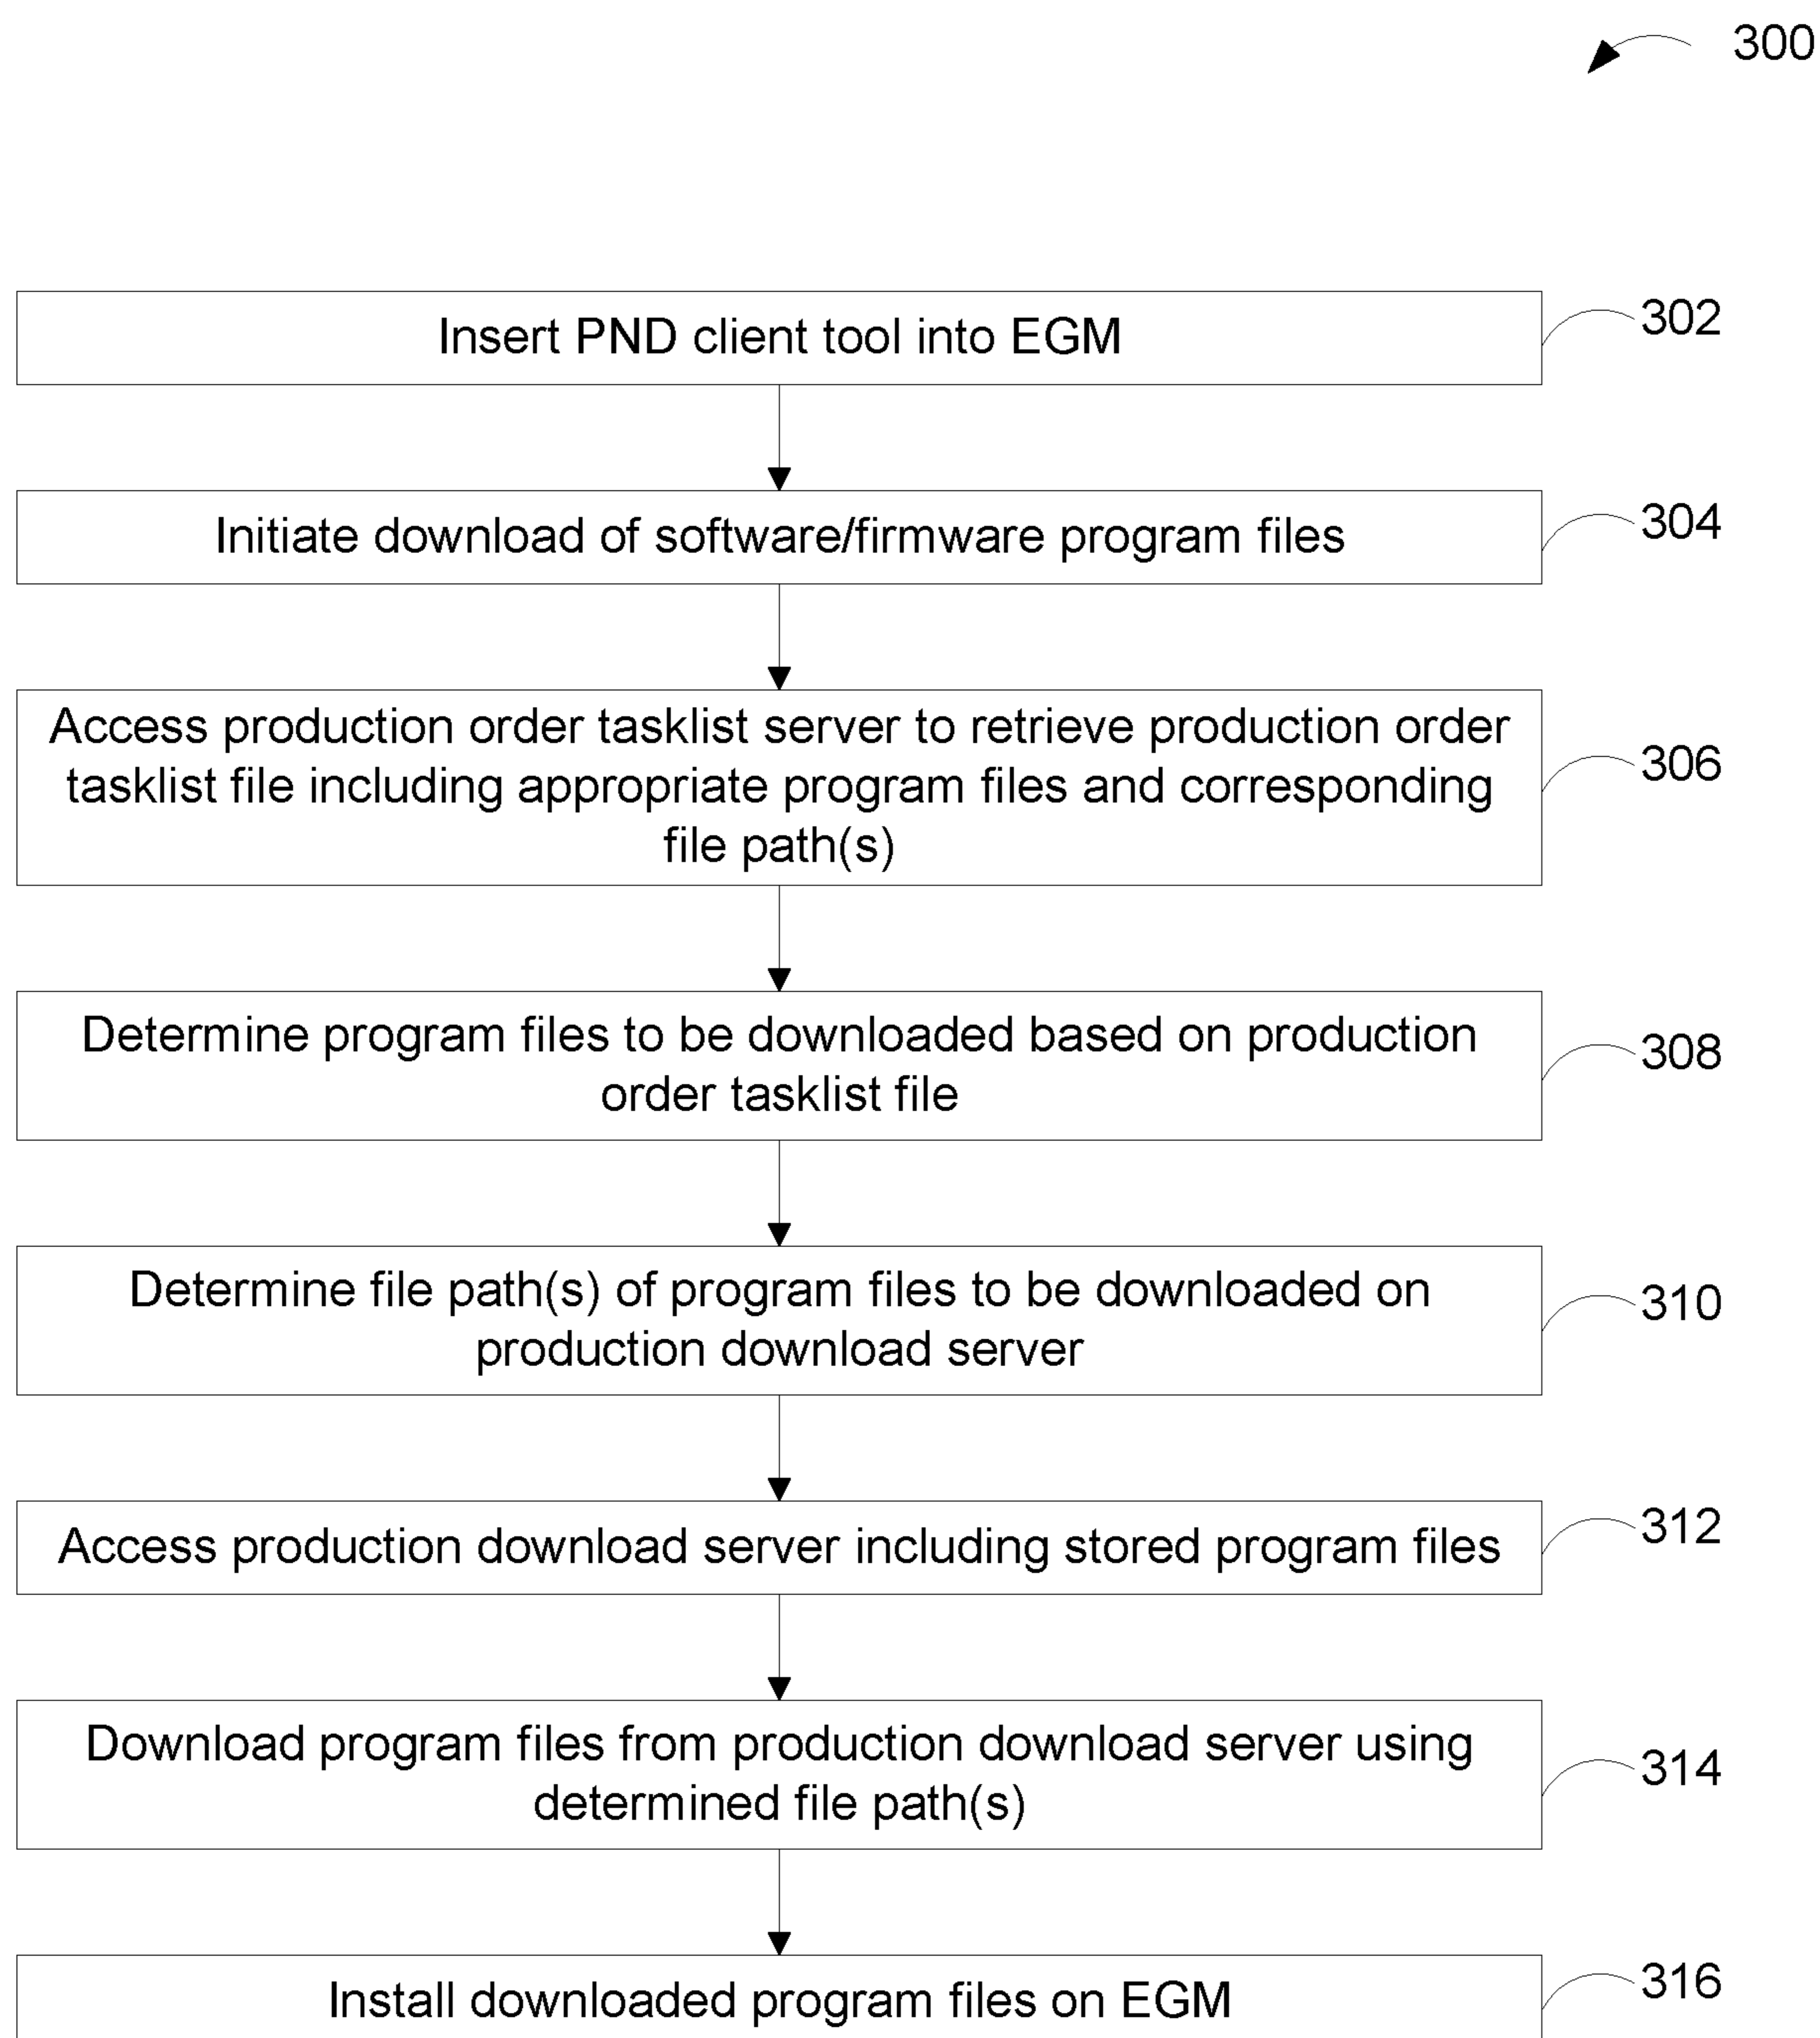 300
Insert PND client tool into EGM
302
Initiate download of software/firmware program files
304
Access production order tasklist server to retrieve production order
tasklist file including appropriate program files and corresponding
file path(s)
306
Determine program files to be downloaded based on production
order tasklist file
308
Determine file path(s) of program files to be downloaded on
production download server
310
Access production download server including stored program files
312
Download program files from production download server using
determined file path(s)
314
Install downloaded program files on EGM
316